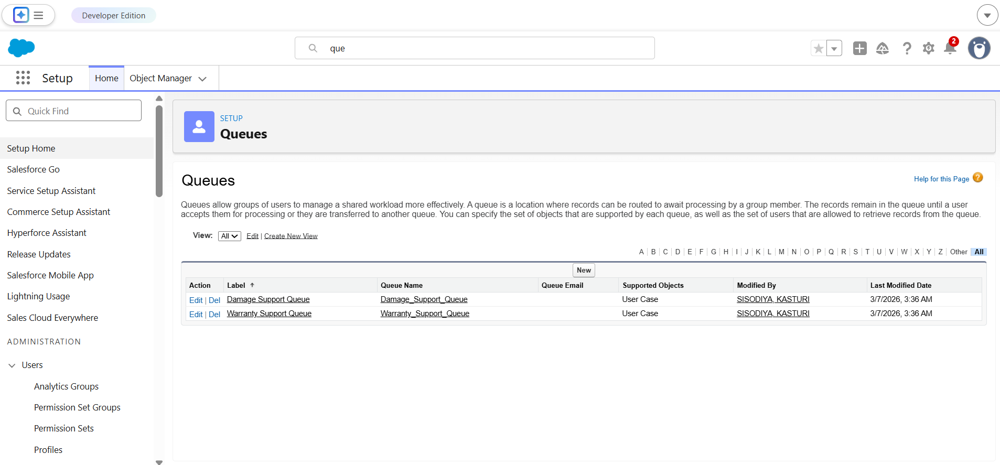 Developer Edition
que
2
Setup
Home
Object Manager
Quick Find
Setup Home
Salesforce Go
Service Setup Assistant
Commerce Setup Assistant
Hyperforce Assistant
Release Updates
Salesforce Mobile App
Lightning Usage
Sales Cloud Everywhere
ADMINISTRATION
Users
Analytics Groups
Permission Set Groups
Permission Sets
Profiles
SETUP
Queues
Queues
Help for this Page ?
Queues allow groups of users to manage a shared workload more effectively. A queue is a location where records can be routed to await processing by a group member. The records remain in the queue until a user
accepts them for processing or they are transferred to another queue. You can specify the set of objects that are supported by each queue, as well as the set of users that are allowed to retrieve records from the queue.
View: All Edit | Create New View
A | B | C | D | E | F | G | H | I | J | K | L | M | N | O | P | Q | R | S | T | U | V | W | X | Y | Z | Other All
New
Action Label Queue Name Queue Email Supported Objects Modified By Last Modified Date
Edit | Del Damage Support Queue Damage_Support_Queue User Case SISODIYA, KASTURI 3/7/2026, 3:36 AM
Edit | Del Warranty Support Queue Warranty_Support_Queue User Case SISODIYA, KASTURI 3/7/2026, 3:36 AM